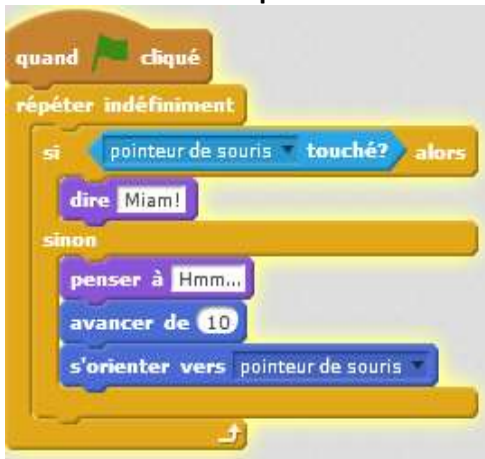 quand cliqué
répéter indéfiniment
si pointeur de souris touché? alors
dire Miam!
sinon
penser à Hmm...
avancer de 10
s'orienter vers pointeur de souris